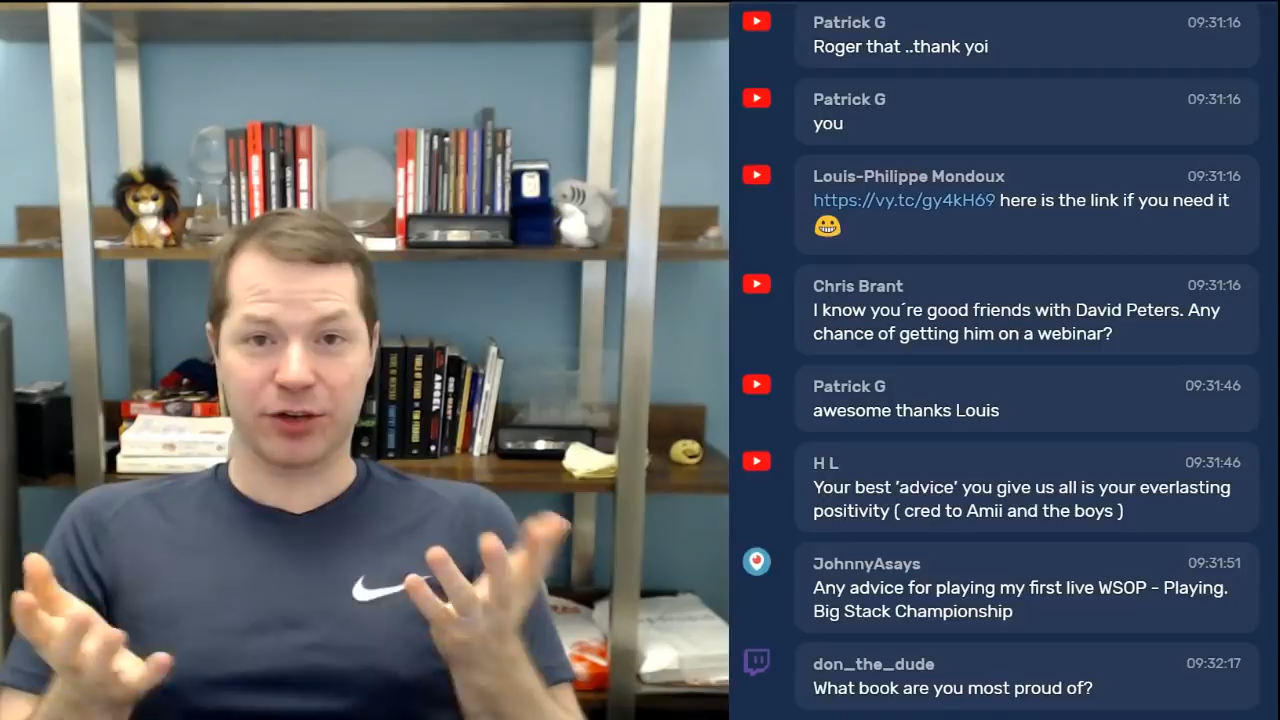 Patrick G
09:31:16
Roger that ..thank yoi
Patrick G
09:31:16
you
Louis-Philippe Mondoux
09:31:16
https://vy.tc/gy4kH69 here is the link if you need it
Chris Brant
09:31:16
I know you´re good friends with David Peters. Any
chance of getting him on a webinar?
Patrick G
09:31:46
awesome thanks Louis
H L
09:31:46
Your best 'advice' you give us all is your everlasting
positivity ( cred to Amii and the boys )
JohnnyAsays
09:31:51
Any advice for playing my first live WSOP - Playing.
Big Stack Championship
don_the_dude
09:32:17
What book are you most proud of?
ANGEL